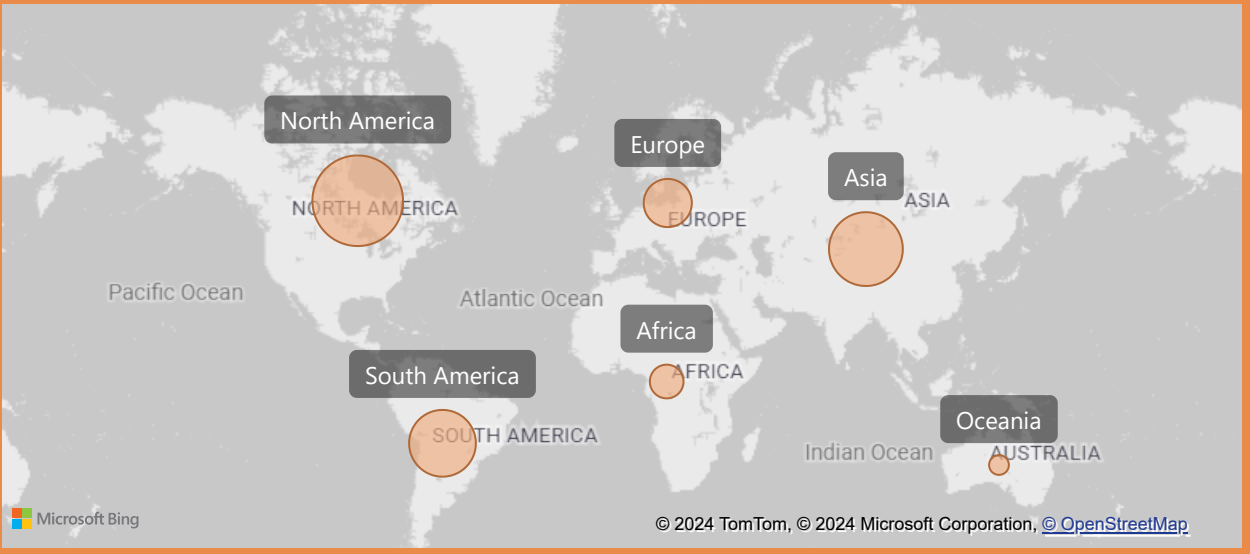 North America
Europe
Asia
NORTH AMERICA
ASIA
EUROPE
Pacific Ocean
Atlantic Ocean
Africa
AFRICA
South America
SOUTH AMERICA
Oceania
Indian Ocean
AUSTRALIA
Microsoft Bing
© 2024 TomTom, © 2024 Microsoft Corporation, © OpenStreetMap